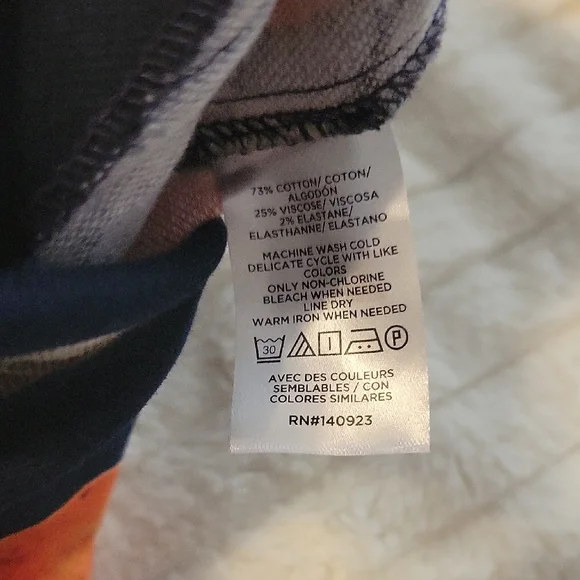 73% COTTON/ COTON/
ALGODÓN
25% VISCOSE/ VISCOSA
2% ELASTANE/
ELASTHANNE/ ELASTANO
MACHINE WASH COLD
DELICATE CYCLE WITH LIKE
COLORS
ONLY NON-CHLORINE
BLEACH WHEN NEEDED
LINE DRY
WARM IRON WHEN NEEDED
30 P
AVEC DES COULEURS
SEMBLABLES / CON
COLORES SIMILARES
RN#140923